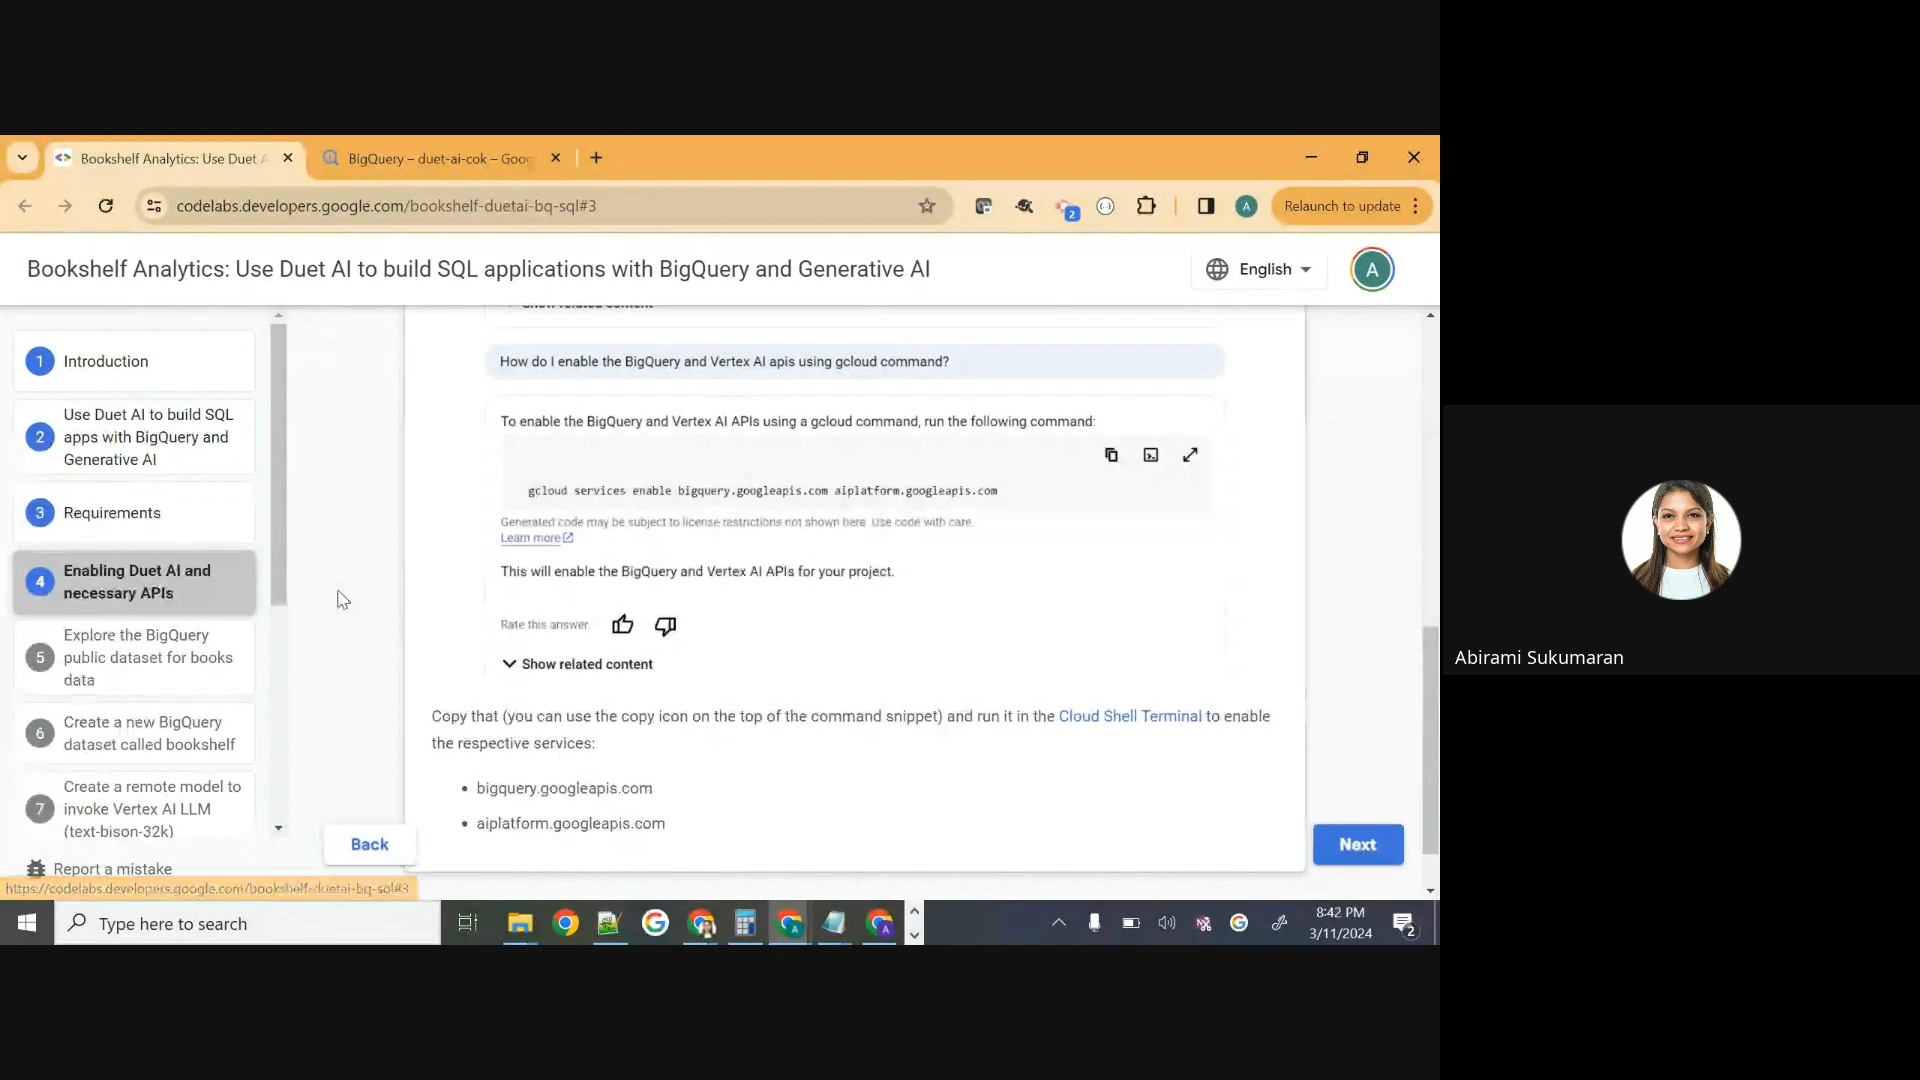 Bookshelf Analytics: Use Duet A
BigQuery – duet-ai-cok – Goog
codelabs.developers.google.com/bookshelf-duetai-bq-sql#3
2
A
Relaunch to update
Bookshelf Analytics: Use Duet AI to build SQL applications with BigQuery and Generative AI
English
A
1 Introduction
2 Use Duet AI to build SQL
apps with BigQuery and
Generative AI
3 Requirements
4 Enabling Duet AI and
necessary APIs
5 Explore the BigQuery
public dataset for books
data
6 Create a new BigQuery
dataset called bookshelf
7 Create a remote model to
invoke Vertex AI LLM
(text-bison-32k)
Report a mistake
https://codelabs.developers.google.com/bookshelf-duetai-bq-sql#3
Show related content
How do I enable the BigQuery and Vertex AI apis using gcloud command?
To enable the BigQuery and Vertex AI APIs using a gcloud command, run the following command:
gcloud services enable bigquery.googleapis.com aiplatform.googleapis.com
Generated code may be subject to license restrictions not shown here. Use code with care.
Learn more
This will enable the BigQuery and Vertex AI APIs for your project.
Rate this answer.
Show related content
Copy that (you can use the copy icon on the top of the command snippet) and run it in the Cloud Shell Terminal to enable
the respective services:
• bigquery.googleapis.com
• aiplatform.googleapis.com
Back
Next
Type here to search
8:42 PM
3/11/2024
2
Abirami Sukumaran